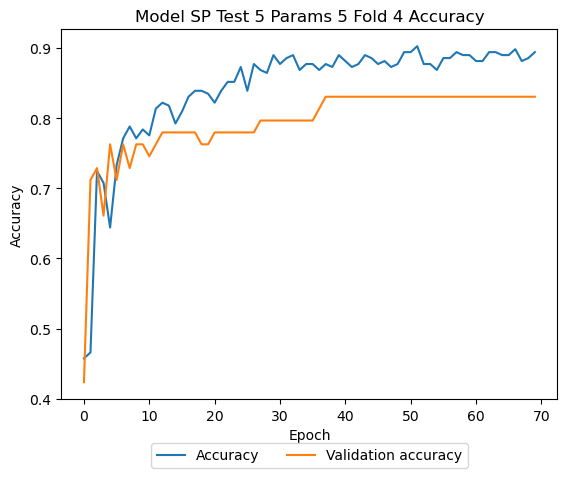 Model SP Test 5 Params 5 Fold 4 Accuracy
0.9
0.8
0.7
0.6
0.5
0.4
Accuracy
0 10 20 30 40 50 60 70
Epoch
Accuracy Validation accuracy